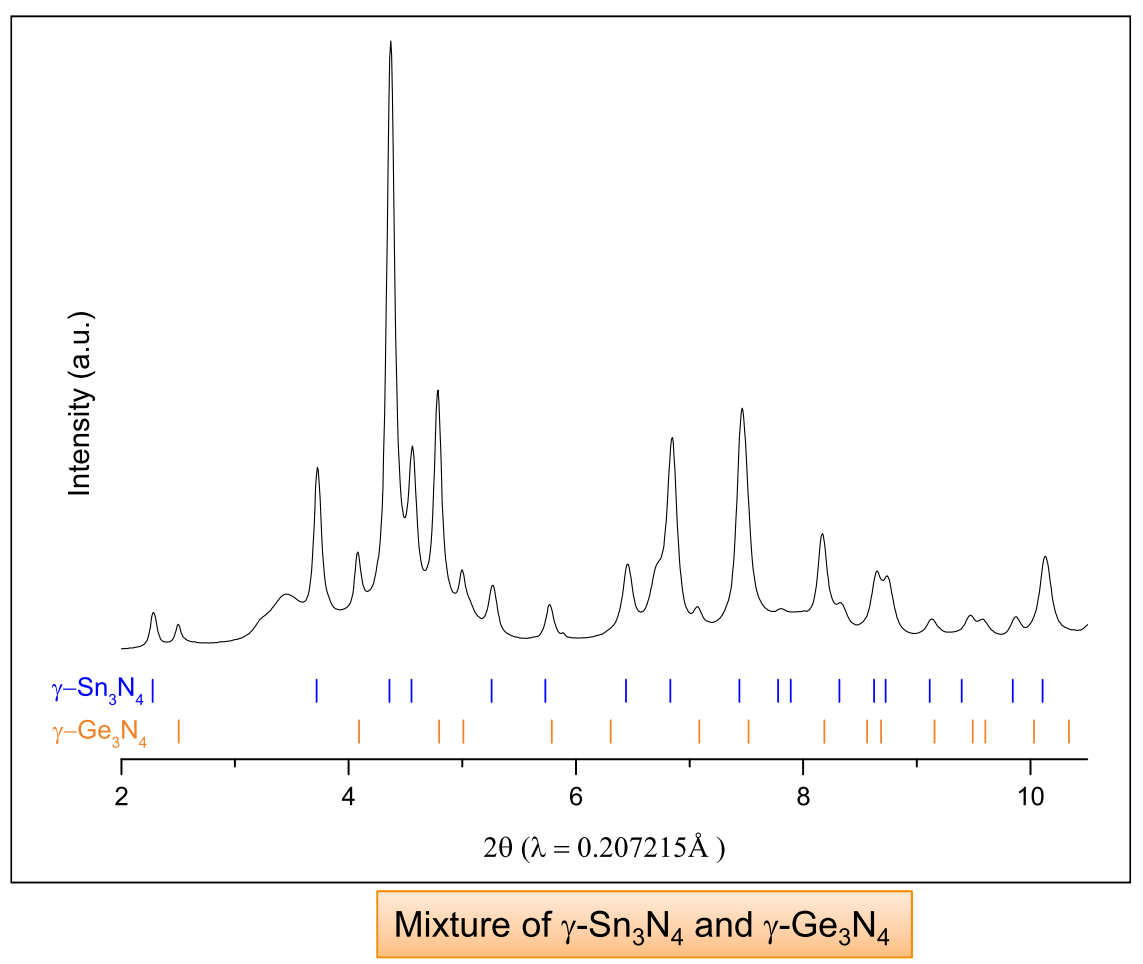 Intensity (a.u.)
γ–Sn₃N₄
γ–Ge₃N₄
2 4 6 8 10
2θ (λ = 0.207215Å )
Mixture of γ-Sn₃N₄ and γ-Ge₃N₄